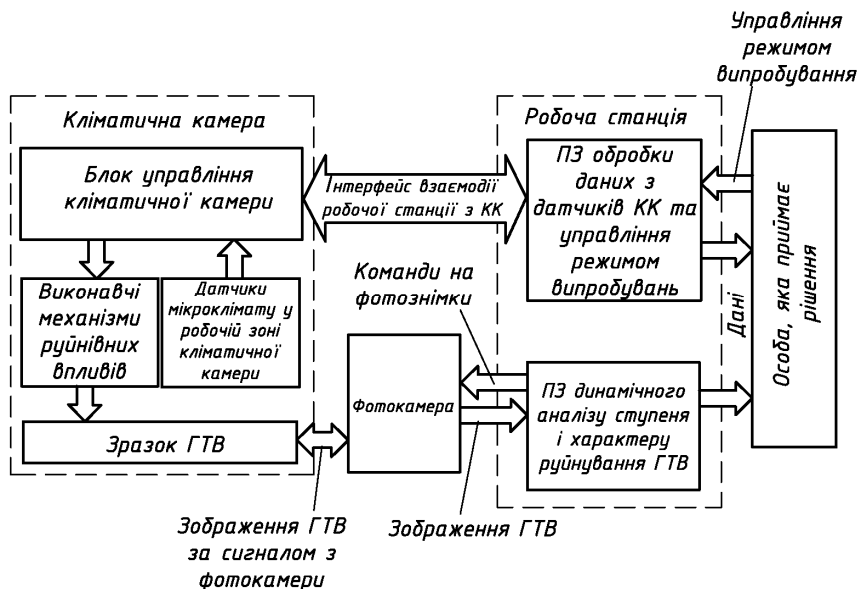 Управління
режимом
випробування
Кліматична камера
Робоча станція
Блок управління
кліматичної камери
Інтерфейс взаємодії
робочої станції з КК
ПЗ обробки
даних з
датчиків КК та
управління
режимом
випробувань
Особа, яка приймає
рішення
Виконавчі
механізми
руйнівних
впливів
Датчики
мікроклімату у
робочій зоні
кліматичної
камери
Команди на
фотознімки
Дані
Фотокамера
ПЗ динамічного
аналізу ступеня
і характеру
руйнування ГТВ
Зразок ГТВ
Зображення ГТВ
за сигналом з
фотокамери
Зображення ГТВ